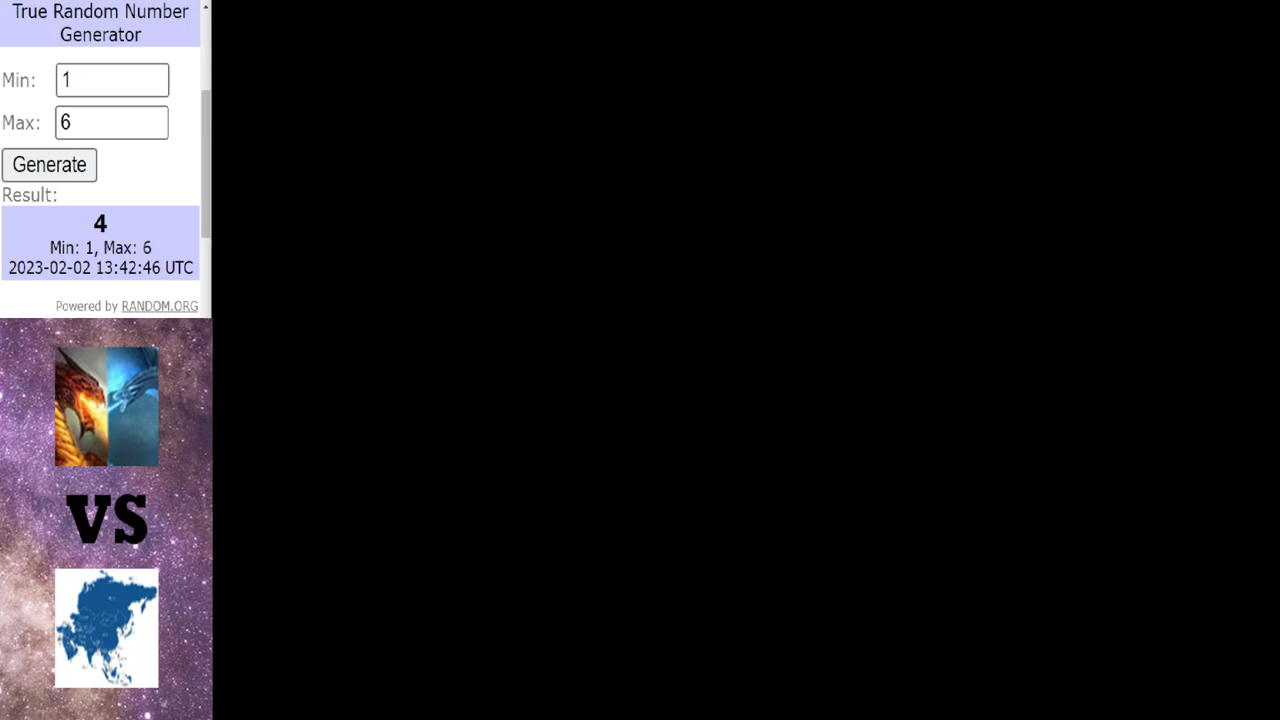 True Random Number
Generator
Min: 1
Max: 6
Generate
Result:
4
Min: 1, Max: 6
2023-02-02 13:42:46 UTC
Powered by RANDOM.ORG
VS